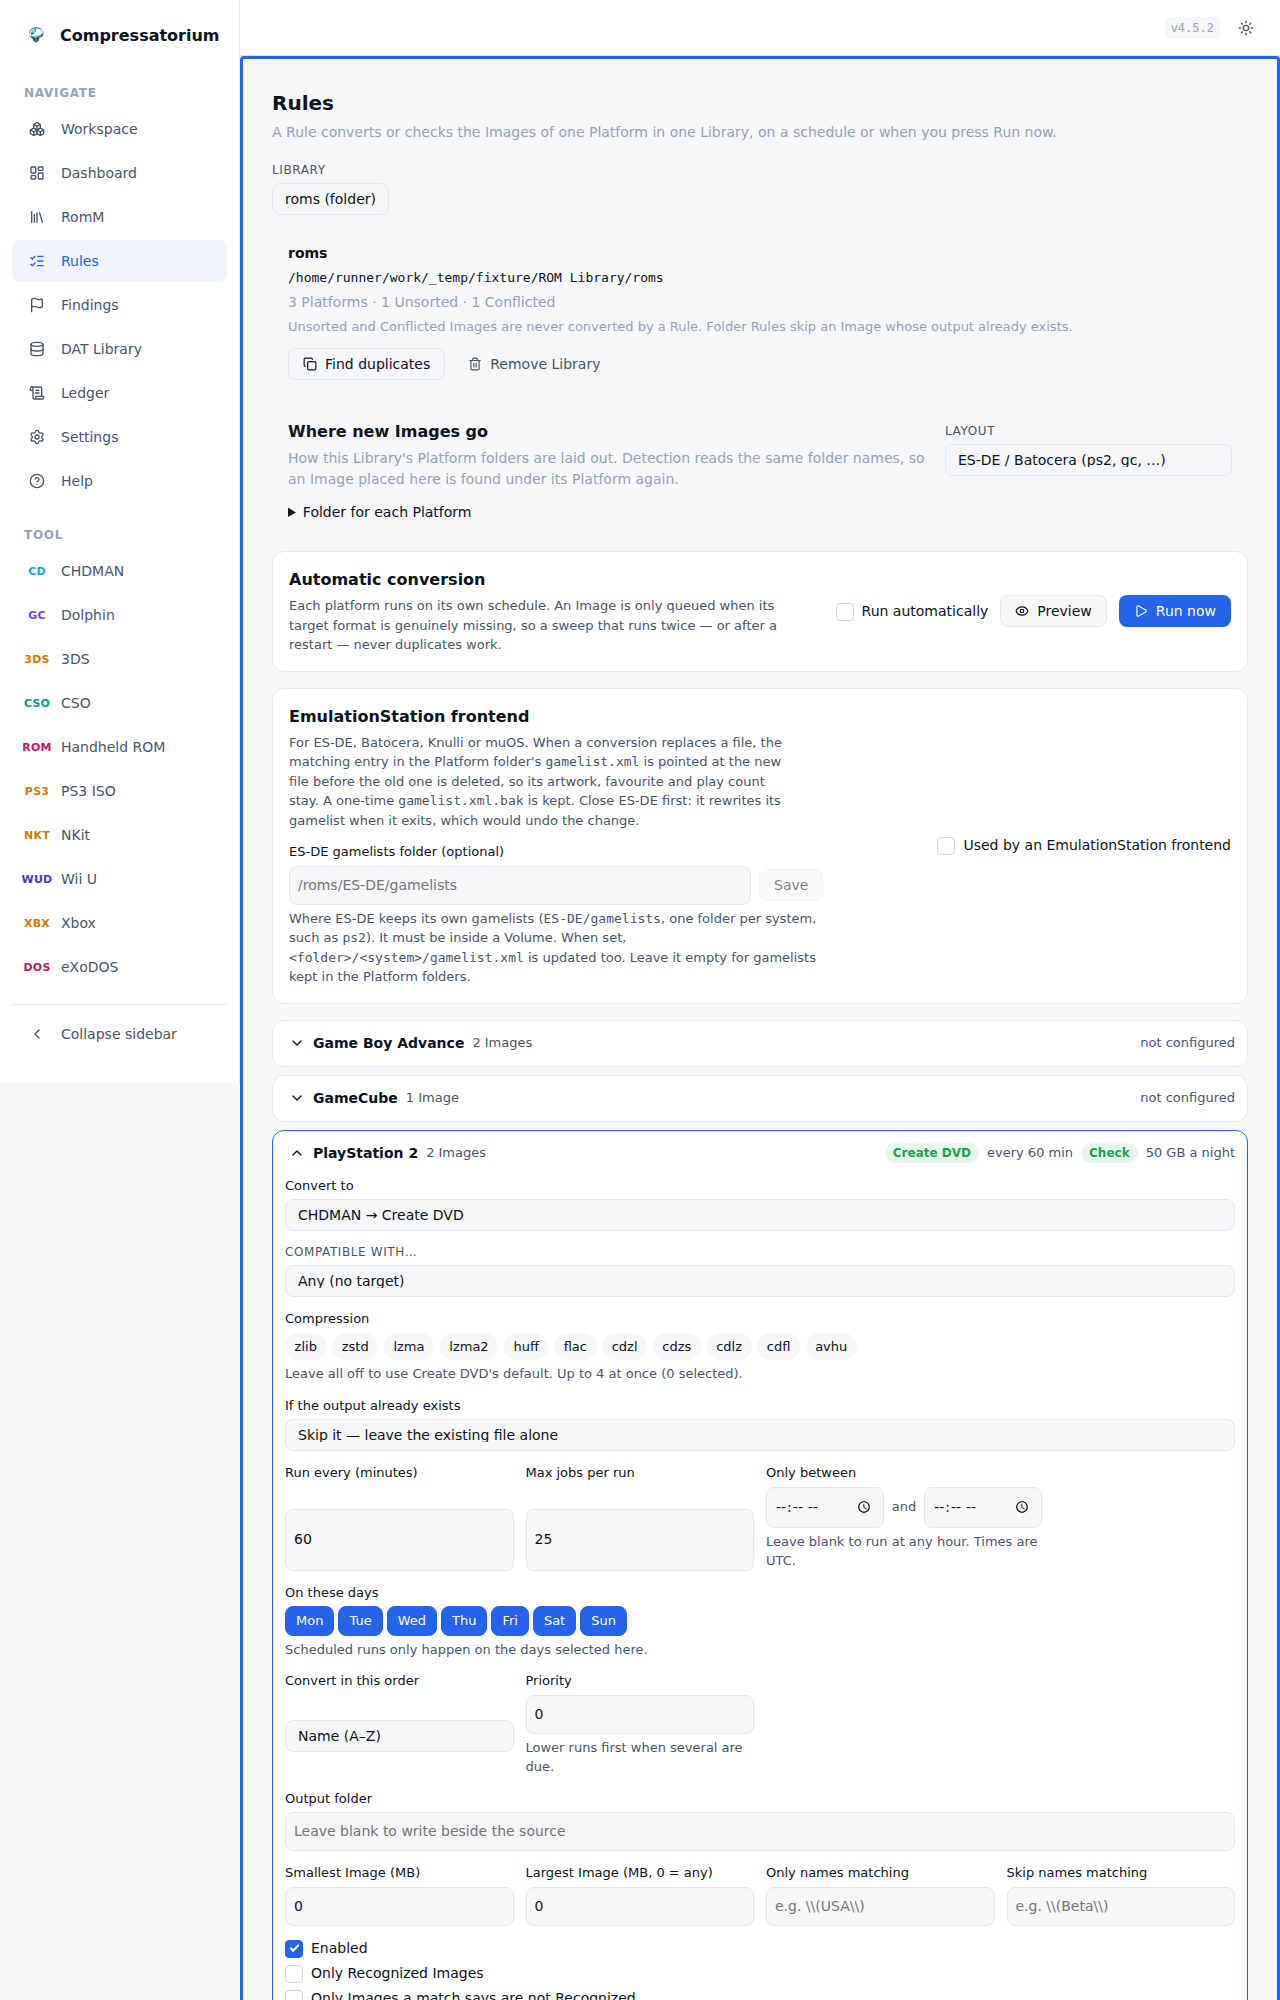 Compressatorium
v4.5.2
NAVIGATE
Workspace
Dashboard
RomM
Rules
Findings
DAT Library
Ledger
Settings
Help
TOOL
CD CHDMAN
GC Dolphin
3DS 3DS
CSO CSO
ROM Handheld ROM
PS3 PS3 ISO
NKT NKit
WUD Wii U
XBX Xbox
DOS eXoDOS
Collapse sidebar
Rules
A Rule converts or checks the Images of one Platform in one Library, on a schedule or when you press Run now.
LIBRARY
roms (folder)
roms
/home/runner/work/_temp/fixture/ROM Library/roms
3 Platforms · 1 Unsorted · 1 Conflicted
Unsorted and Conflicted Images are never converted by a Rule. Folder Rules skip an Image whose output already exists.
Find duplicates
Remove Library
Where new Images go
How this Library's Platform folders are laid out. Detection reads the same folder names, so
an Image placed here is found under its Platform again.
LAYOUT
ES-DE / Batocera (ps2, gc, …)
Folder for each Platform
Automatic conversion
Each platform runs on its own schedule. An Image is only queued when its
target format is genuinely missing, so a sweep that runs twice — or after a
restart — never duplicates work.
Run automatically
Preview
Run now
EmulationStation frontend
For ES-DE, Batocera, Knulli or muOS. When a conversion replaces a file, the
matching entry in the Platform folder's gamelist.xml is pointed at the new
file before the old one is deleted, so its artwork, favourite and play count
stay. A one-time gamelist.xml.bak is kept. Close ES-DE first: it rewrites its
gamelist when it exits, which would undo the change.
ES-DE gamelists folder (optional)
/roms/ES-DE/gamelists
Save
Where ES-DE keeps its own gamelists (ES-DE/gamelists, one folder per system,
such as ps2). It must be inside a Volume. When set,
<folder>/<system>/gamelist.xml is updated too. Leave it empty for gamelists
kept in the Platform folders.
Used by an EmulationStation frontend
Game Boy Advance 2 Images
not configured
GameCube 1 Image
not configured
PlayStation 2 2 Images
Create DVD every 60 min Check 50 GB a night
Convert to
CHDMAN → Create DVD
COMPATIBLE WITH…
Any (no target)
Compression
zlib zstd lzma lzma2 huff flac cdzl cdzs cdlz cdfl avhu
Leave all off to use Create DVD's default. Up to 4 at once (0 selected).
If the output already exists
Skip it — leave the existing file alone
Run every (minutes)
60
Max jobs per run
25
Only between
--:-- -- and --:-- --
Leave blank to run at any hour. Times are
UTC.
On these days
Mon Tue Wed Thu Fri Sat Sun
Scheduled runs only happen on the days selected here.
Convert in this order
Name (A–Z)
Priority
0
Lower runs first when several are
due.
Output folder
Leave blank to write beside the source
Smallest Image (MB)
0
Largest Image (MB, 0 = any)
0
Only names matching
e.g. \\(USA\\)
Skip names matching
e.g. \\(Beta\\)
Enabled
Only Recognized Images
Only Images a match says are not Recognized